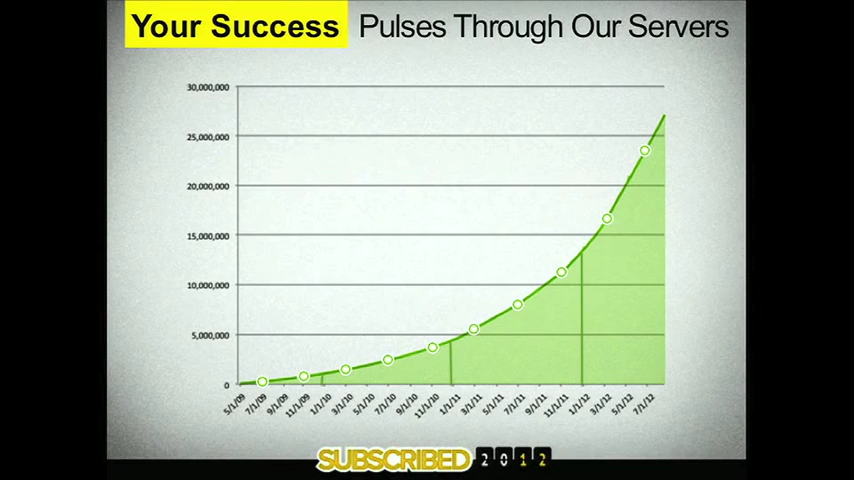 Your Success Pulses Through Our Servers
30,000,000
25,000,000
20,000,000
15,000,000
10,000,000
5,000,000
0
5/1/09 7/1/09 9/1/09 11/1/09 1/1/10 3/1/10 5/1/10 7/1/10 9/1/10 11/1/10 1/1/11 3/1/11 5/1/11 7/1/11 9/1/11 11/1/11 1/1/12 3/1/12 5/1/12 7/1/12
SUBSCRIBED 2012